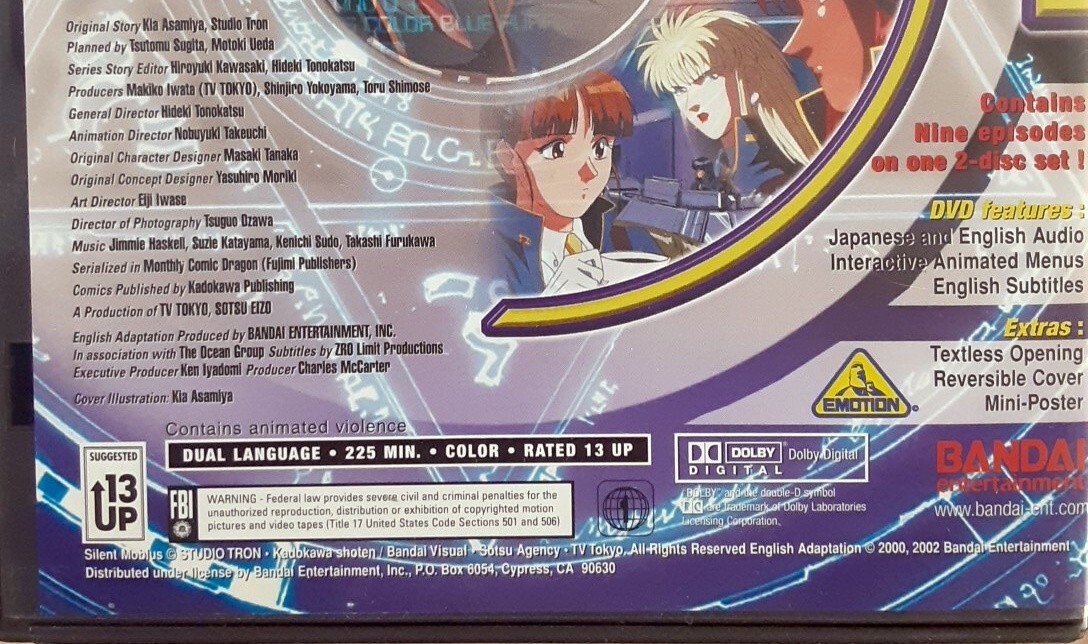 Original Story Kia Asamiya, Studio Tron
Planned by Tsutomu Sugita, Motoki Ueda
Series Story Editor Hiroyuki Kawasaki, Hideki Tonokatsu
Producers Makiko Iwata (TV TOKYO), Shinjiro Yokoyama, Toru Shimose
General Director Hideki Tonokatsu
Animation Director Nobuyuki Takeuchi
Original Character Designer Masaki Tanaka
Original Concept Designer Yasuhiro Moriki
Art Director Eiji Iwase
Director of Photography Tsuguo Ozawa
Music Jimmie Haskell, Suzie Katayama, Kenichi Sudo, Takashi Furukawa
Serialized in Monthly Comic Dragon (Fujimi Publishers)
Comics Published by Kadokawa Publishing
A Production of TV TOKYO, SOTSU EIZO
English Adaptation Produced by BANDAI ENTERTAINMENT, INC.
In association with The Ocean Group Subtitles by ZRO Limit Productions
Executive Producer Ken Iyadomi Producer Charles McCarter
Cover Illustration: Kia Asamiya
COLOR BLUE
Contains
Nine episodes
on one 2-disc set !
DVD features :
Japanese and English Audio
Interactive Animated Menus
English Subtitles
Extras :
Textless Opening
Reversible Cover
Mini-Poster
EMOTION
Contains animated violence
DUAL LANGUAGE • 225 MIN. • COLOR • RATED 13 UP
SUGGESTED
13
UP
FBI
WARNING - Federal law provides severe civil and criminal penalties for the
unauthorized reproduction, distribution or exhibition of copyrighted motion
pictures and video tapes (Title 17 United States Code Sections 501 and 506)
DOLBY
DIGITAL
Dolby Digital
"DOLBY" and the double-D symbol
are trademark of Dolby Laboratories
Licensing Corporation.
BANDAI
entertainment
www.bandai-ent.com
Silent Mobius © STUDIO TRON • Kadokawa shoten / Bandai Visual • Sotsu Agency • TV Tokyo. All Rights Reserved English Adaptation © 2000, 2002 Bandai Entertainment
Distributed under license by Bandai Entertainment, Inc., P.O. Box 6054, Cypress, CA 90630